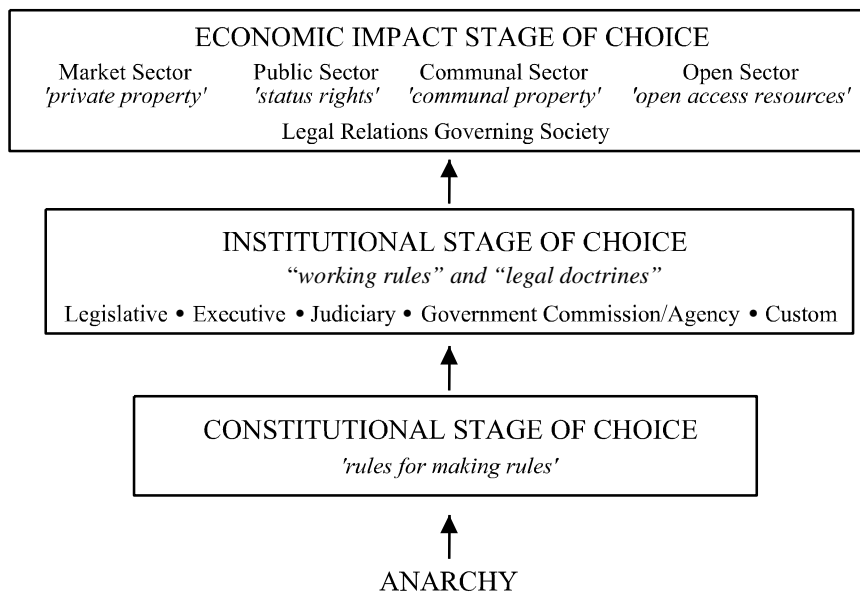 ECONOMIC IMPACT STAGE OF CHOICE
Market Sector Public Sector Communal Sector Open Sector
'private property' 'status rights' 'communal property' 'open access resources'
Legal Relations Governing Society
INSTITUTIONAL STAGE OF CHOICE
“working rules” and “legal doctrines”
Legislative • Executive • Judiciary • Government Commission/Agency • Custom
CONSTITUTIONAL STAGE OF CHOICE
'rules for making rules'
ANARCHY